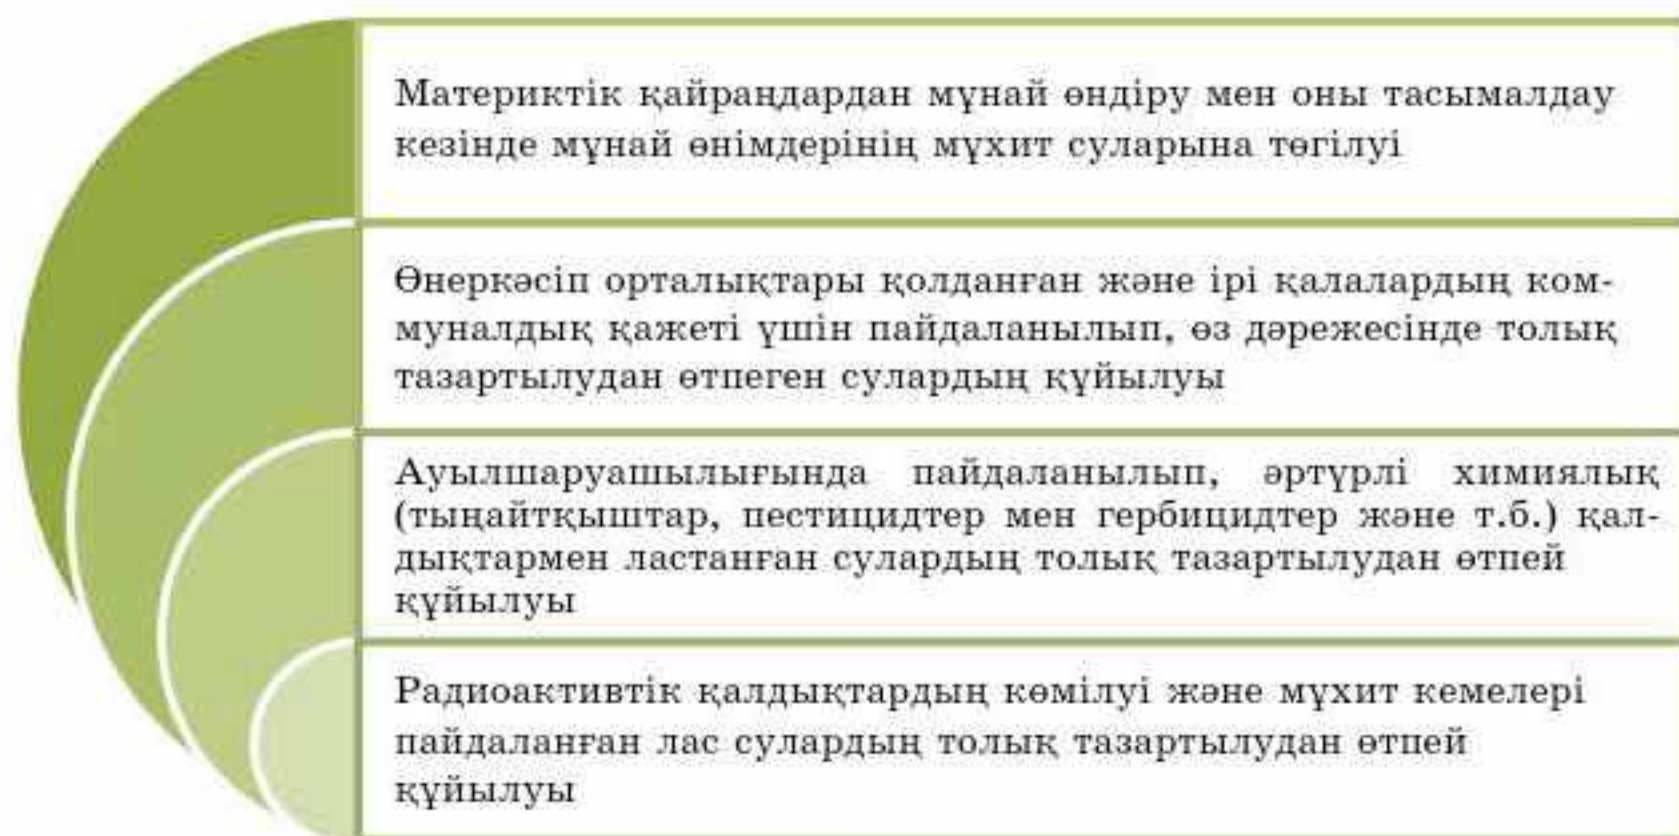 Материктік қайраңдардан мұнай өндіру мен оны тасымалдау
кезінде мұнай өнімдерінің мұхит суларына төгілуі
Өнеркәсіп орталықтары қолданған және ірі қалалардың ком-
муналдық қажеті үшін пайдаланылып, өз дәрежесінде толық
тазартылудан өтпеген сулардың құйылуы
Ауылшаруашылығында пайдаланылып, әртүрлі химиялық
(тыңайтқыштар, пестицидтер мен гербицидтер және т.б.) қал-
дықтармен ластанған сулардың толық тазартылудан өтпей
құйылуы
Радиоактивтік қалдықтардың көмілуі және мұхит кемелері
пайдаланған лас сулардың толық тазартылудан өтпей
құйылуы